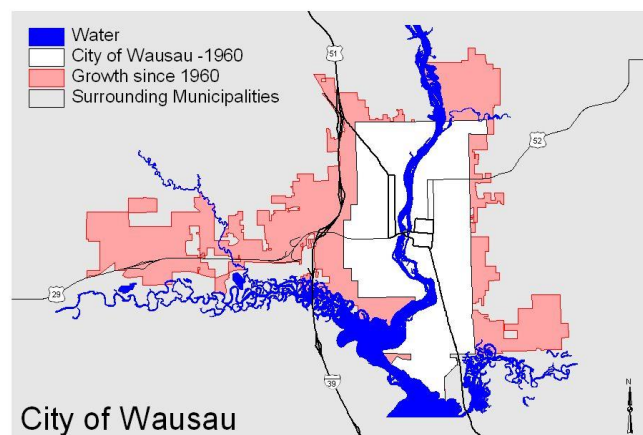 Water
City of Wausau -1960
Growth since 1960
Surrounding Municipalities
51
52
29
39
N
City of Wausau